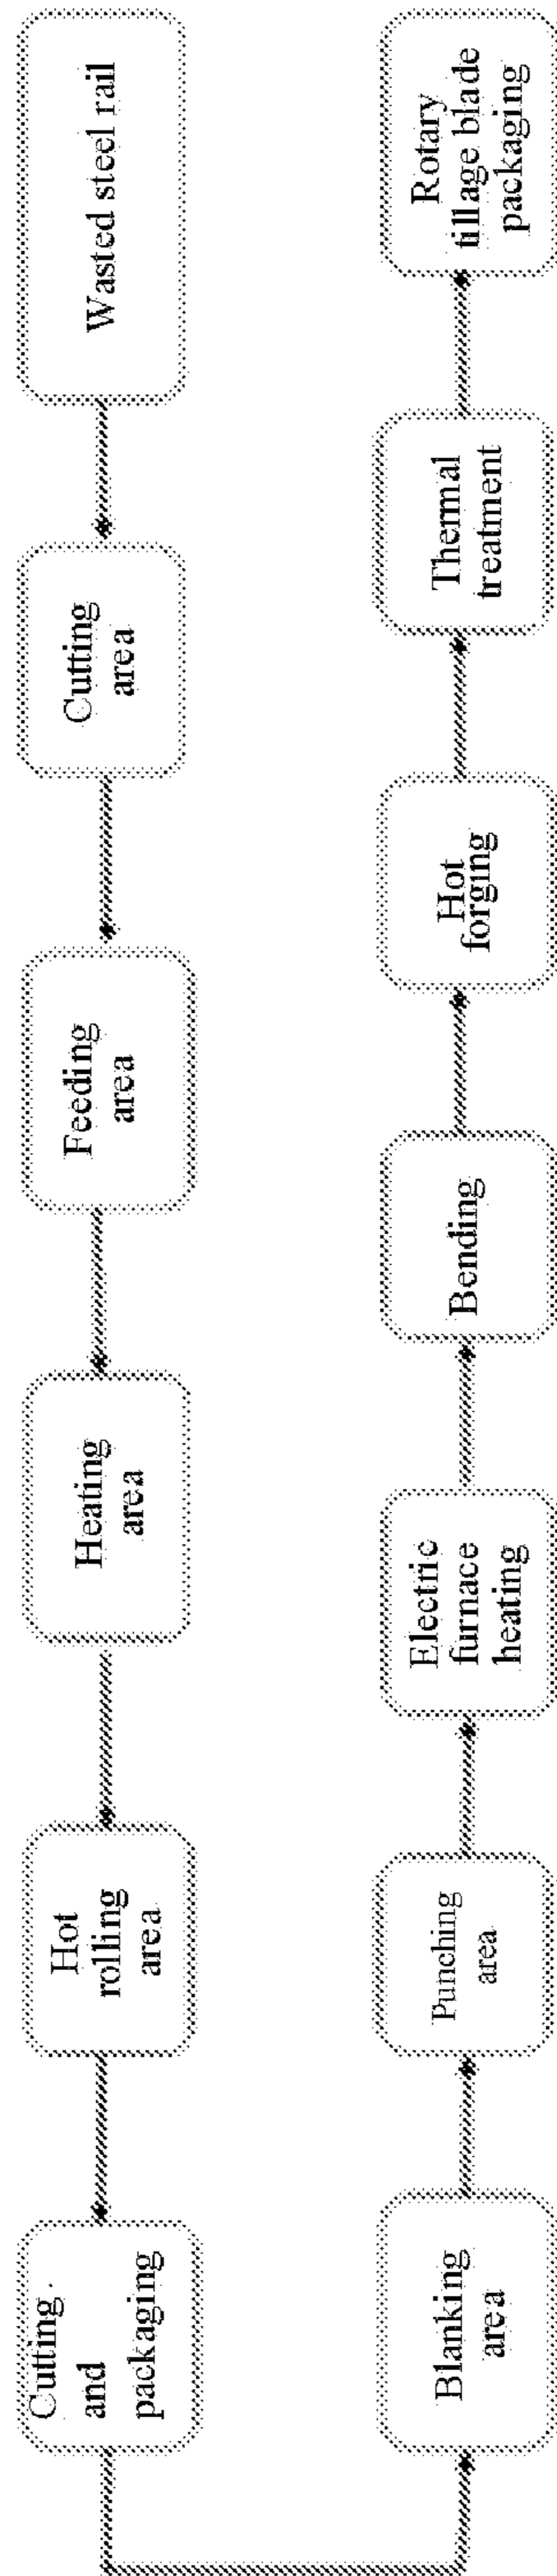 Wasted steel rail
Cutting
area
Feeding
area
Heating
area
Hot
rolling
area
Cutting
and
packaging
Blanking
area
Punching
area
Electric
furnace
heating
Bending
Hot
forging
Thermal
treatment
Rotary
tillage blade
packaging